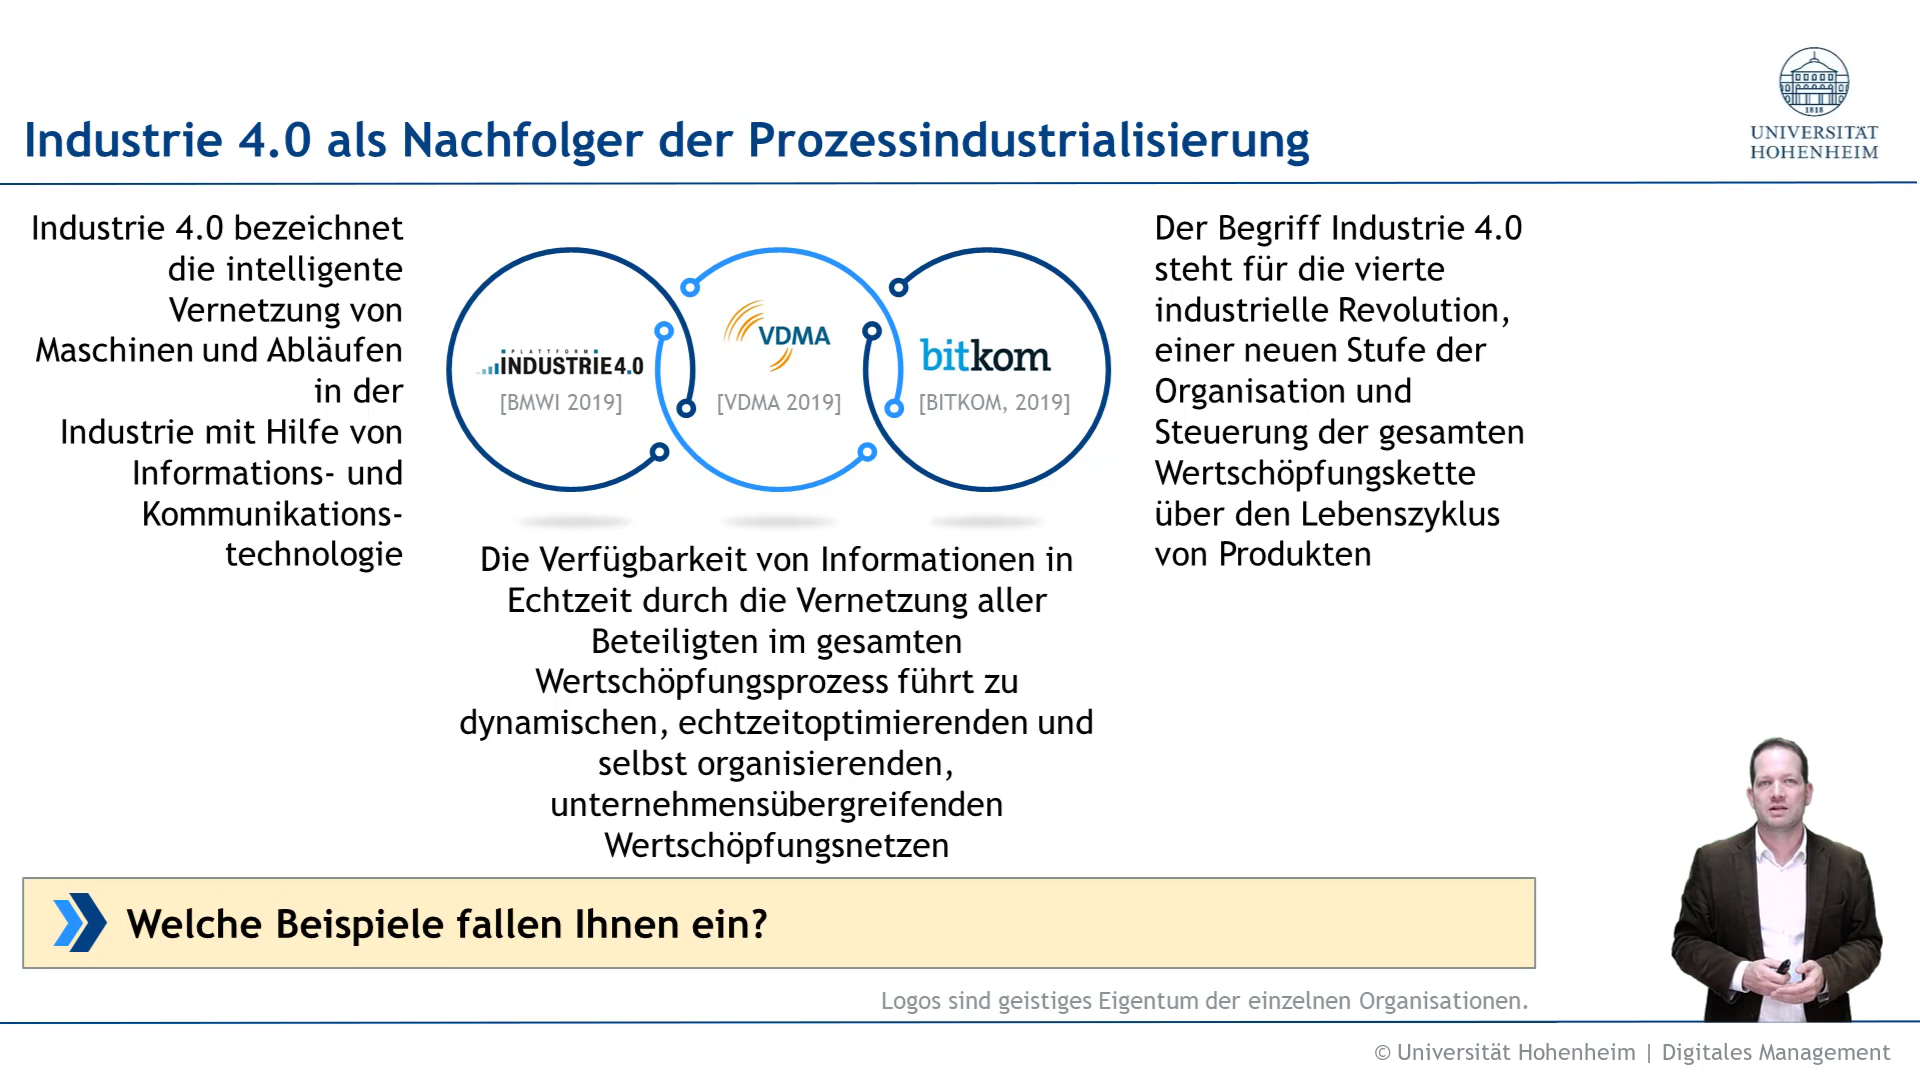 Industrie 4.0 als Nachfolger der Prozessindustrialisierung
1818
UNIVERSITÄT
HOHENHEIM
Industrie 4.0 bezeichnet
die intelligente
Vernetzung von
Maschinen und Abläufen
in der
Industrie mit Hilfe von
Informations- und
Kommunikations-
technologie
PLATTFORM
INDUSTRIE4.0
[BMWI 2019]
VDMA
[VDMA 2019]
bitkom
[BITKOM, 2019]
Die Verfügbarkeit von Informationen in
Echtzeit durch die Vernetzung aller
Beteiligten im gesamten
Wertschöpfungsprozess führt zu
dynamischen, echtzeitoptimierenden und
selbst organisierenden,
unternehmensübergreifenden
Wertschöpfungsnetzen
Der Begriff Industrie 4.0
steht für die vierte
industrielle Revolution,
einer neuen Stufe der
Organisation und
Steuerung der gesamten
Wertschöpfungskette
über den Lebenszyklus
von Produkten
Welche Beispiele fallen Ihnen ein?
Logos sind geistiges Eigentum der einzelnen Organisationen.
© Universität Hohenheim | Digitales Management